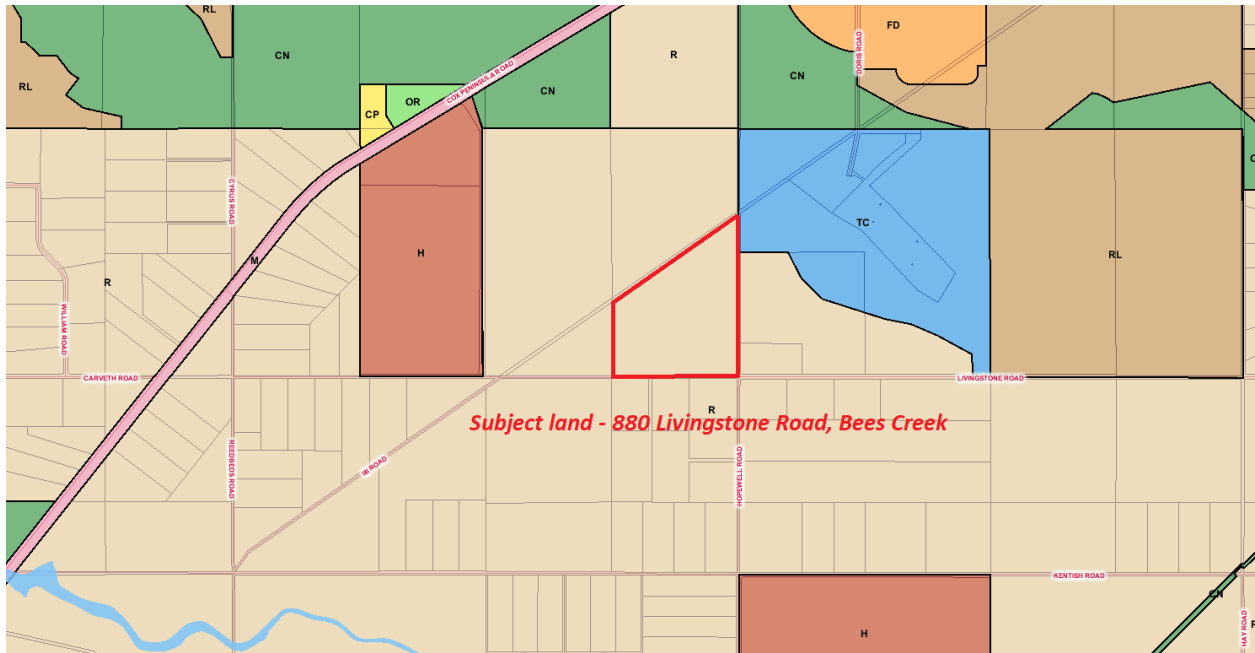 RL
CN
CP
OR
COX PENINSULA ROAD
CN
R
CN
FD
DORIS ROAD
CYRUS ROAD
M
H
TC
RL
R
WILLIAM ROAD
CARVETH ROAD
LIVINGSTONE ROAD
R
Subject land - 880 Livingstone Road, Bees Creek
REEDBEDS ROAD
IBI ROAD
HOPEWELL ROAD
KENTISH ROAD
CN
H
HAY ROAD
RL